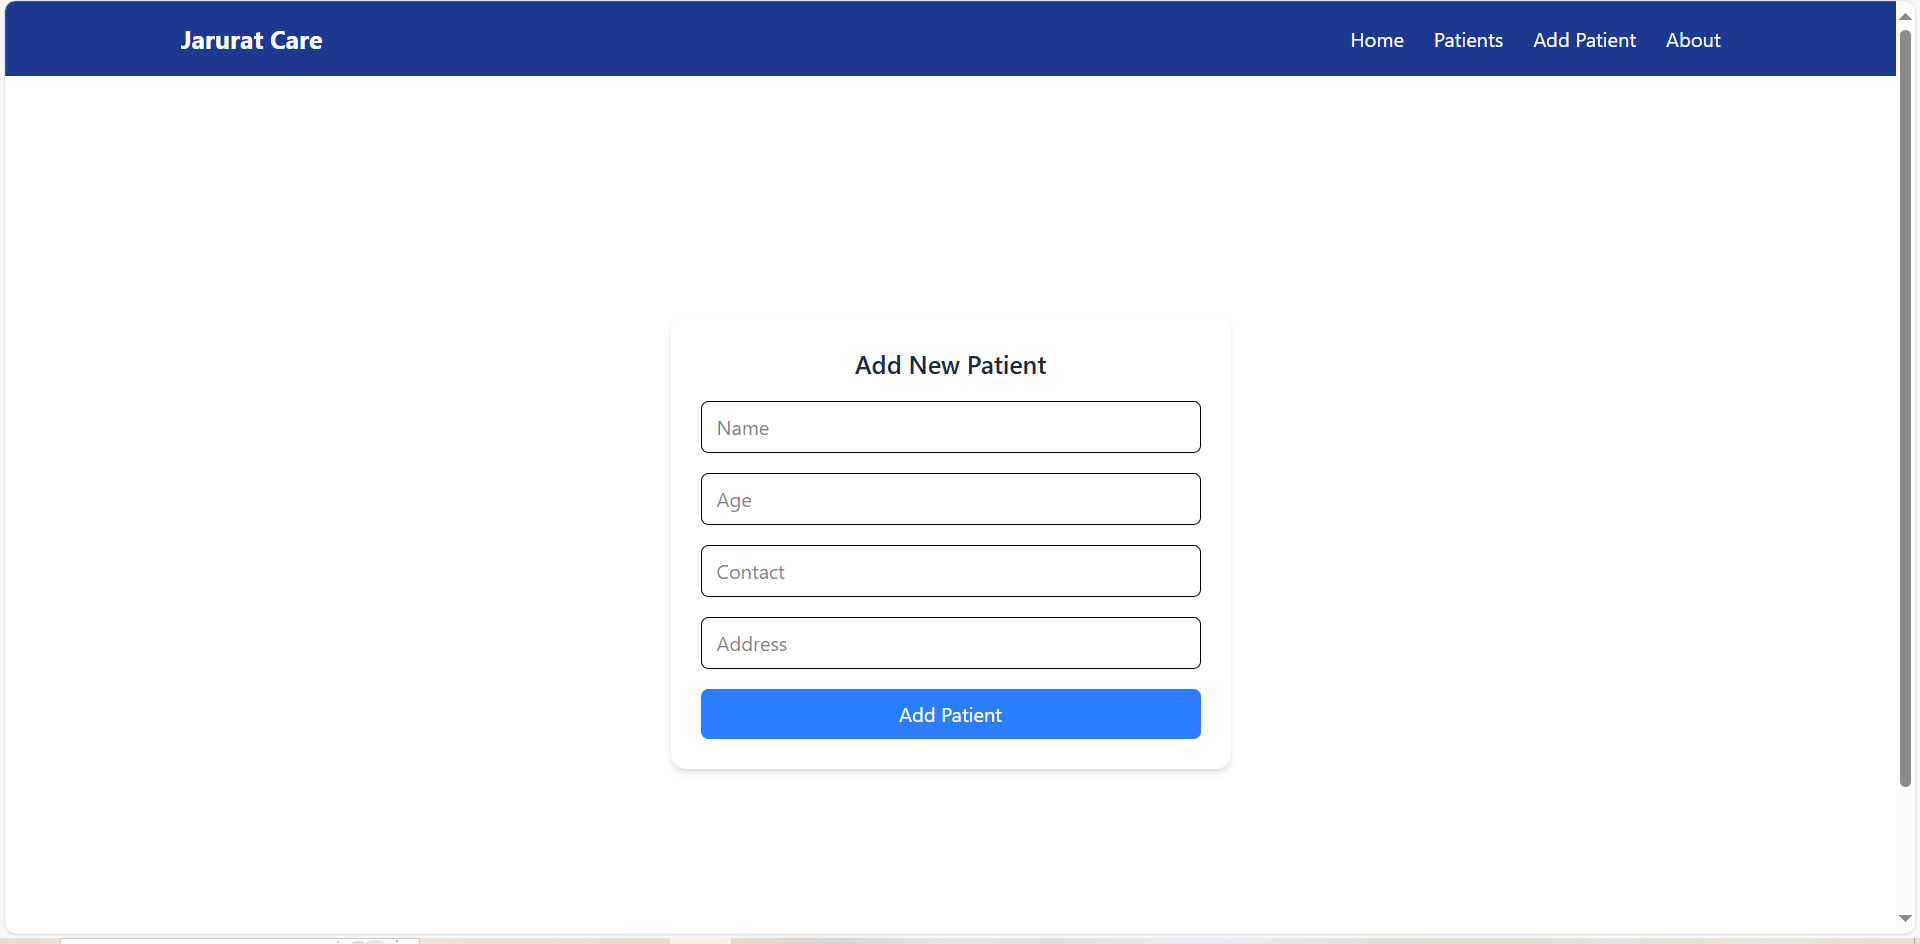 Jarurat Care
Home Patients Add Patient About
Add New Patient
Name
Age
Contact
Address
Add Patient